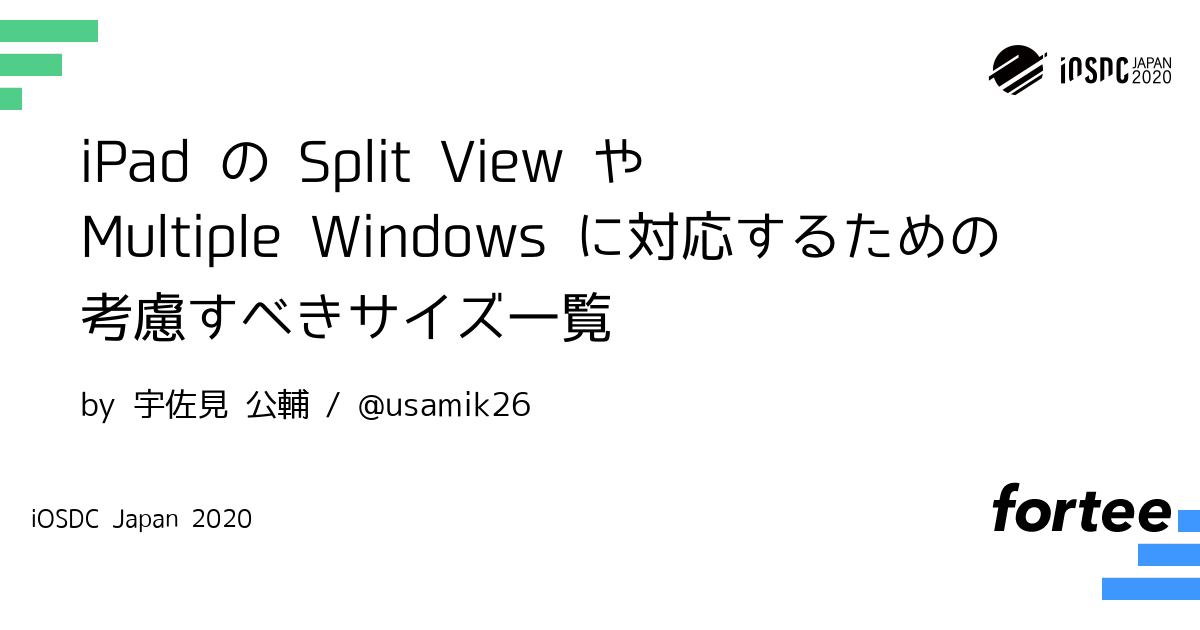 iOSDC JAPAN 2020
iPad の Split View や
Multiple Windows に対応するための
考慮すべきサイズ一覧
by 宇佐見 公輔 / @usamik26
iOSDC Japan 2020
fortee